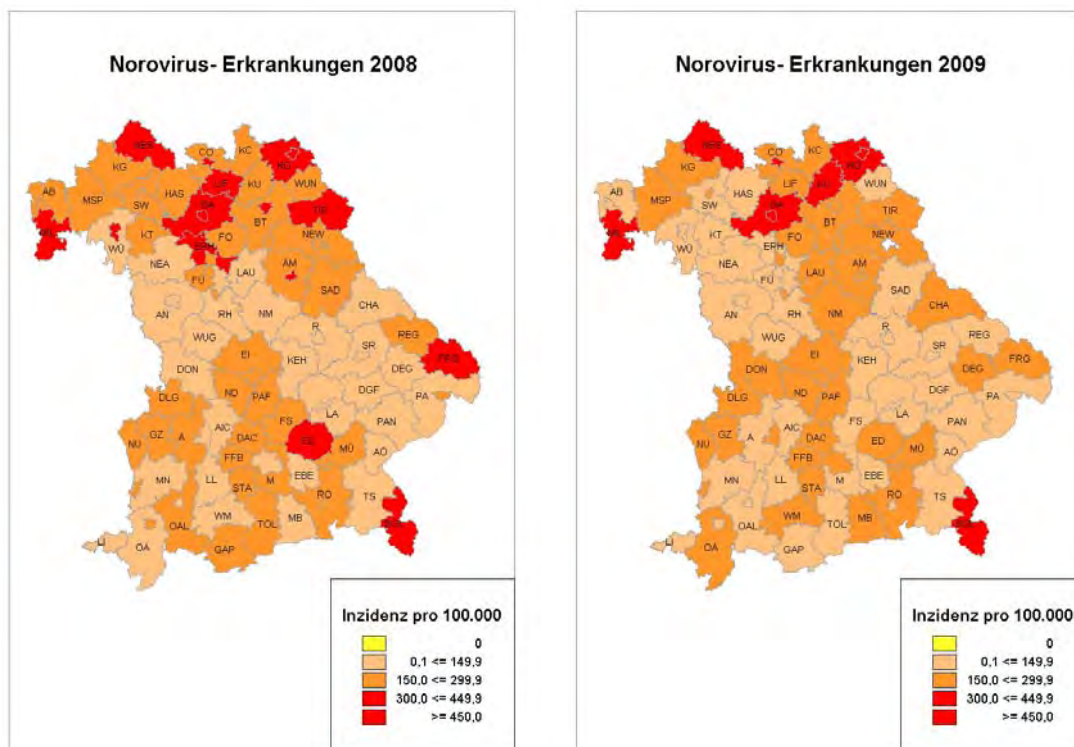 Norovirus- Erkrankungen 2008
NES
KG
CO
KC
HO
AB
MSP
SW
HAS
LIF
KU
WUN
MIL
WÜ
KT
BA
BT
TIR
ERH
FO
NEW
NEA
FÜ
LAU
AM
SAD
AN
RH
NM
CHA
WUG
R
REG
DON
EI
KEH
SR
DEG
FRG
DLG
ND
PAF
DGF
PA
NU
GZ
A
AIC
DAC
FS
LA
PAN
ED
MÜ
AÖ
MN
LL
FFB
STA
M
EBE
RO
TS
OAL
WM
TÖL
MB
LI
OA
GAP
Inzidenz pro 100.000
0
0,1 <= 149,9
150,0 <= 299,9
300,0 <= 449,9
>= 450,0
Norovirus- Erkrankungen 2009
NES
KG
CO
KC
HO
AB
MSP
SW
HAS
LIF
KU
WUN
MIL
WÜ
KT
BA
BT
TIR
ERH
FO
NEW
NEA
FÜ
LAU
AM
SAD
AN
RH
NM
CHA
WUG
R
REG
DON
EI
KEH
SR
DEG
FRG
DLG
ND
PAF
DGF
PA
NU
GZ
A
AIC
DAC
FS
LA
PAN
ED
MÜ
AÖ
MN
LL
FFB
STA
M
EBE
RO
TS
OAL
WM
TÖL
MB
LI
OA
GAP
Inzidenz pro 100.000
0
0,1 <= 149,9
150,0 <= 299,9
300,0 <= 449,9
>= 450,0